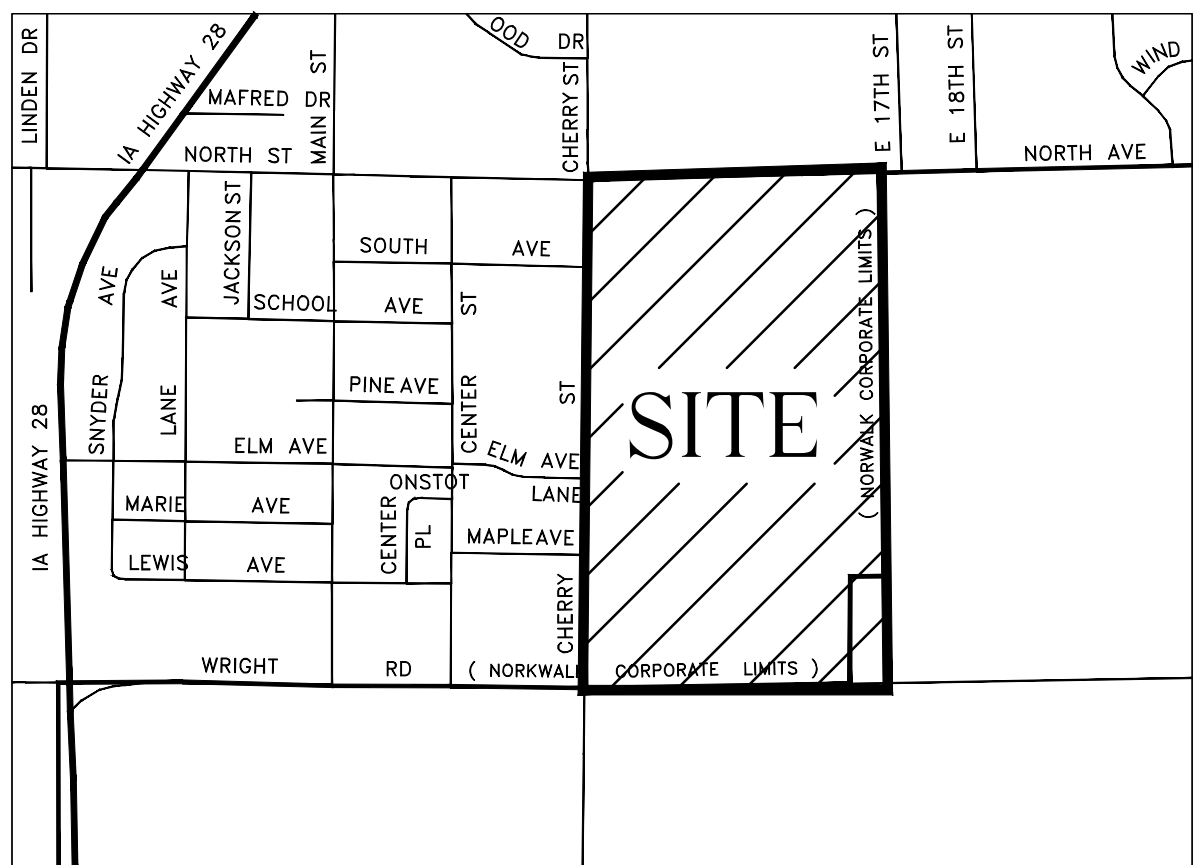 LINDEN DR
IA HIGHWAY 28
MAFRED DR
MAIN ST
OOD DR
CHERRY ST
E 17TH ST
E 18TH ST
WIND
NORTH ST
NORTH AVE
JACKSON ST
SOUTH AVE
SNYDER AVE
LANE AVE
SCHOOL AVE
CENTER ST
PINE AVE
CHERRY ST
SITE
( NORWALK CORPORATE LIMITS )
IA HIGHWAY 28
ELM AVE
ELM AVE
ONSTOT LANE
MARIE AVE
CENTER PL
MAPLE AVE
LEWIS AVE
WRIGHT RD
( NORKWALK CORPORATE LIMITS )